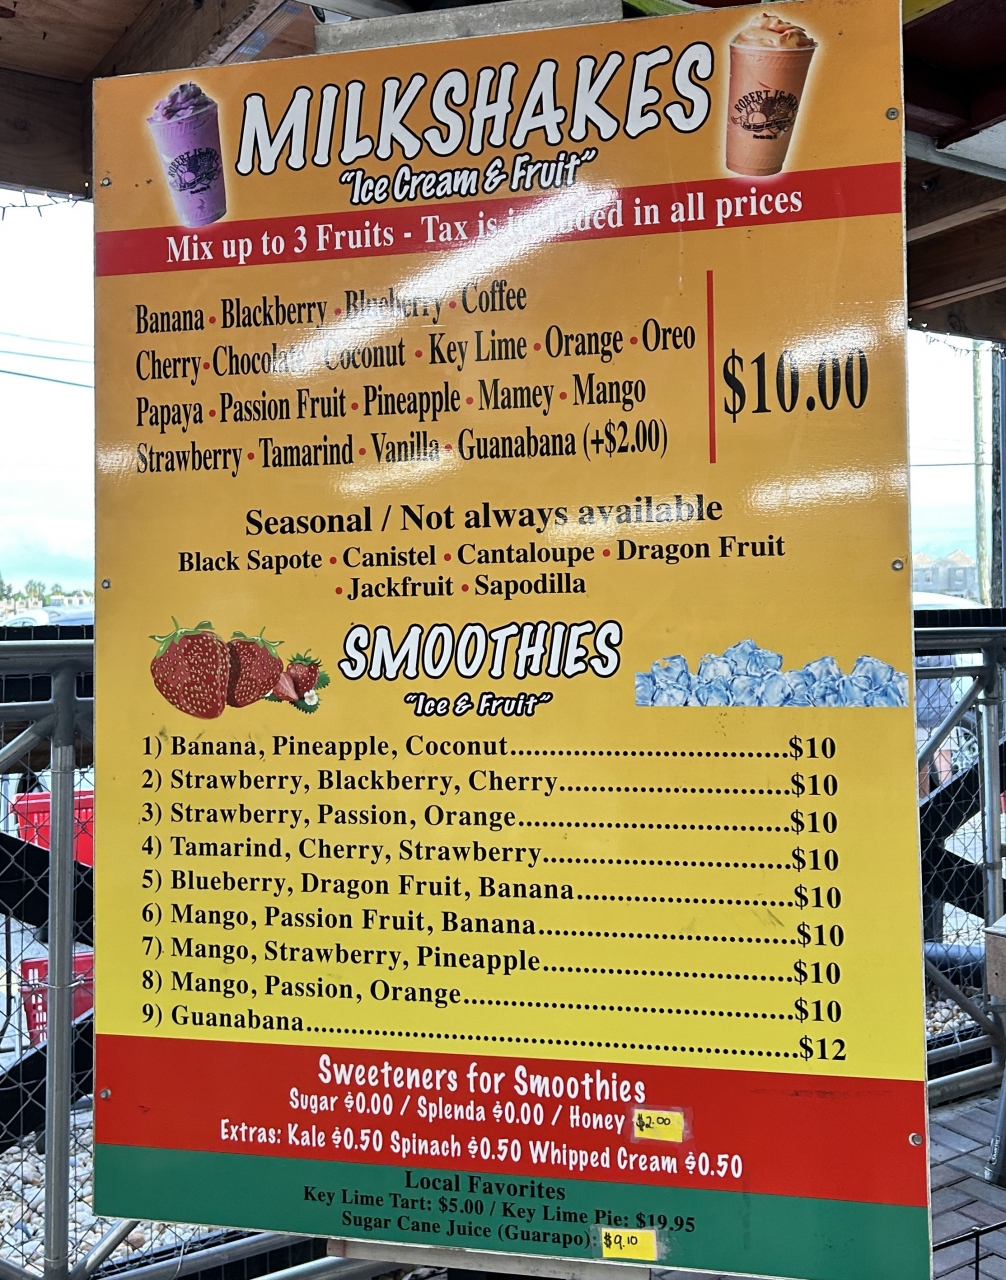 MILKSHAKES
"Ice Cream & Fruit"
ROBERT IS HERE
ROBERT IS HERE
Mix up to 3 Fruits - Tax is included in all prices
Banana • Blackberry • Blueberry • Coffee
Cherry • Chocolate Coconut • Key Lime • Orange • Oreo
Papaya • Passion Fruit • Pineapple • Mamey • Mango
Strawberry • Tamarind • Vanilla • Guanabana (+$2.00)
$10.00
Seasonal / Not always available
Black Sapote • Canistel • Cantaloupe • Dragon Fruit
• Jackfruit • Sapodilla
SMOOTHIES
"Ice & Fruit"
1) Banana, Pineapple, Coconut..................................$10
2) Strawberry, Blackberry, Cherry.............................$10
3) Strawberry, Passion, Orange..................................$10
4) Tamarind, Cherry, Strawberry...............................$10
5) Blueberry, Dragon Fruit, Banana...........................$10
6) Mango, Passion Fruit, Banana................................$10
7) Mango, Strawberry, Pineapple...............................$10
8) Mango, Passion, Orange.........................................$10
9) Guanabana.............................................................$12
Sweeteners for Smoothies
Sugar $0.00 / Splenda $0.00 / Honey $2.00
Extras: Kale $0.50 Spinach $0.50 Whipped Cream $0.50
Local Favorites
Key Lime Tart: $5.00 / Key Lime Pie: $19.95
Sugar Cane Juice (Guarapo): $9.10